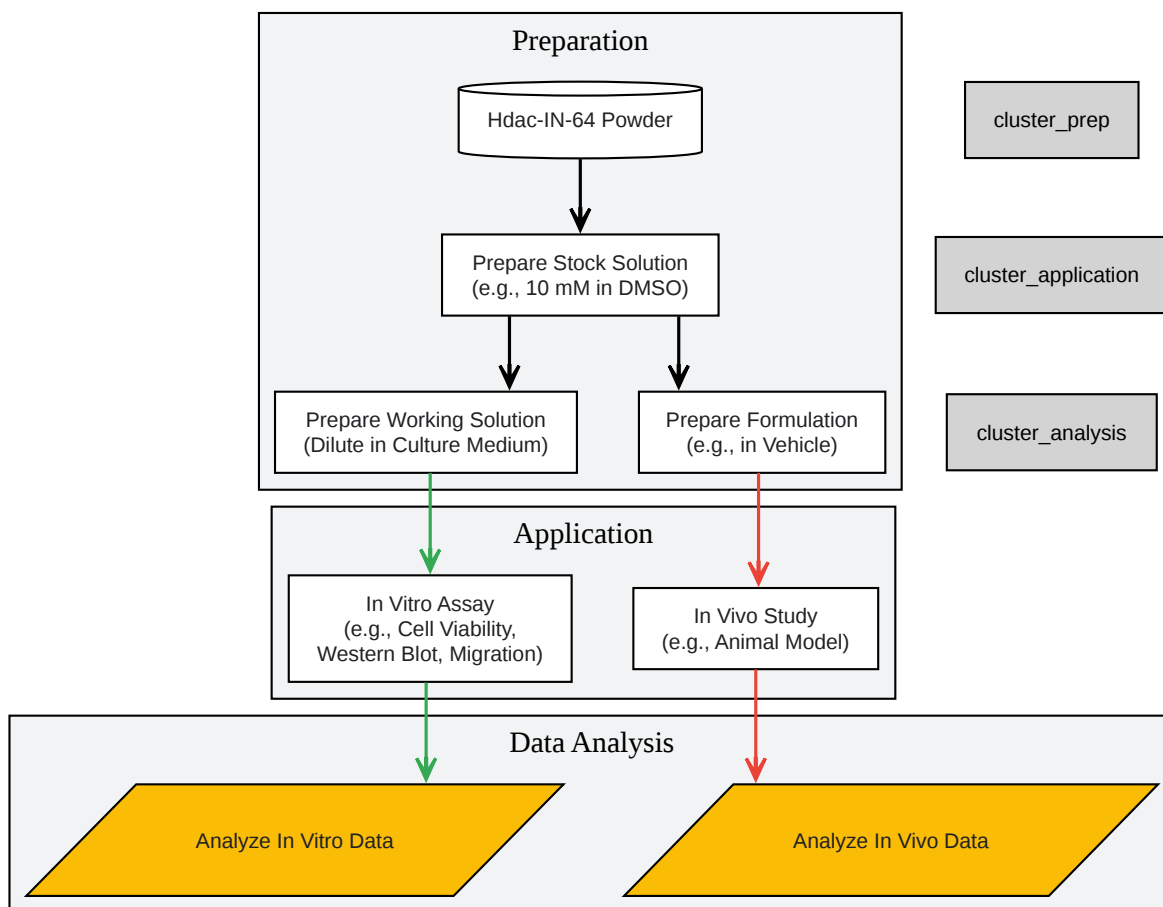 Preparation
Hdac-IN-64 Powder
cluster_prep
Prepare Stock Solution
(e.g., 10 mM in DMSO)
cluster_application
Prepare Working Solution
(Dilute in Culture Medium)
Prepare Formulation
(e.g., in Vehicle)
cluster_analysis
Application
In Vitro Assay
(e.g., Cell Viability,
Western Blot, Migration)
In Vivo Study
(e.g., Animal Model)
Data Analysis
Analyze In Vitro Data
Analyze In Vivo Data